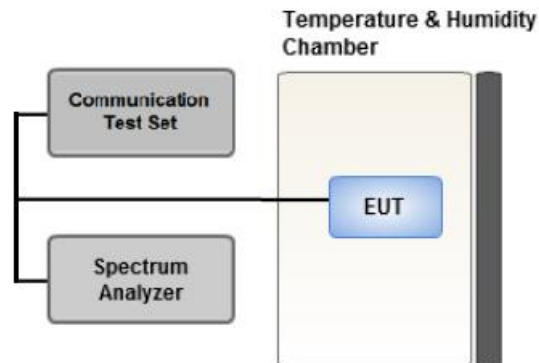 Temperature & Humidity
Chamber
Communication
Test Set
EUT
Spectrum
Analyzer